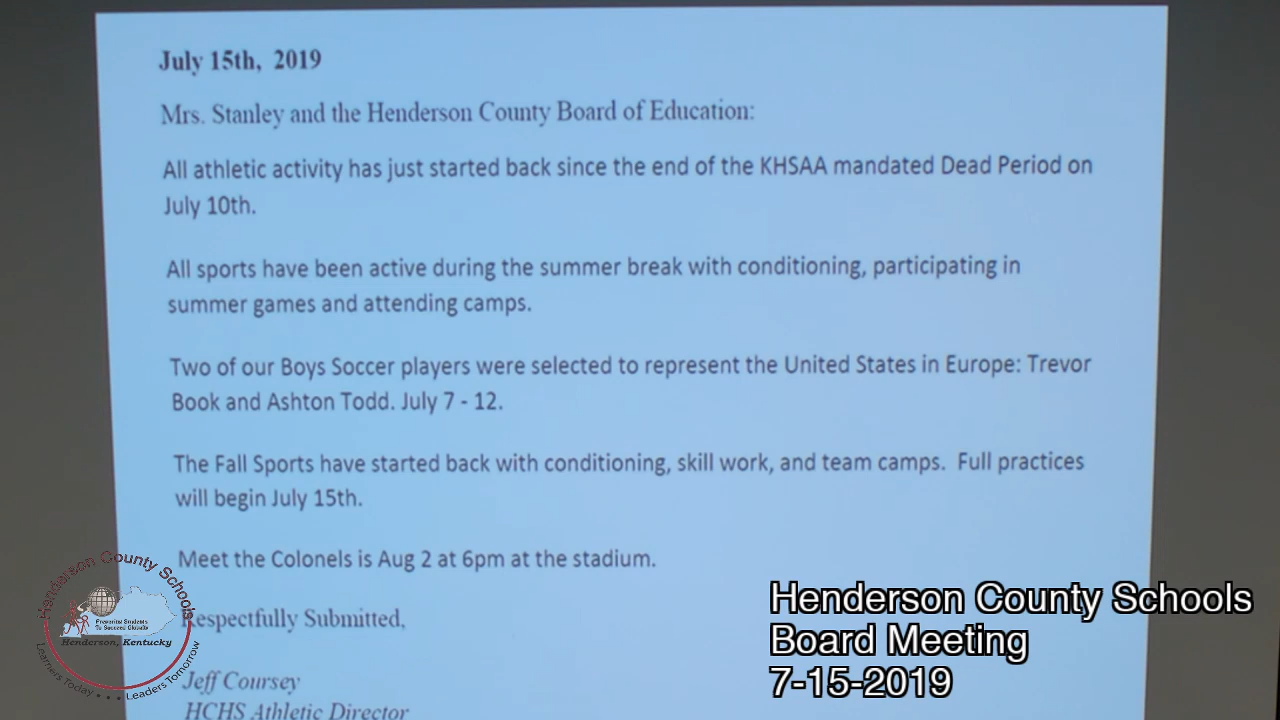 July 15th, 2019
Mrs. Stanley and the Henderson County Board of Education:
All athletic activity has just started back since the end of the KHSAA mandated Dead Period on
July 10th.
All sports have been active during the summer break with conditioning, participating in
summer games and attending camps.
Two of our Boys Soccer players were selected to represent the United States in Europe: Trevor
Book and Ashton Todd. July 7 - 12.
The Fall Sports have started back with conditioning, skill work, and team camps. Full practices
will begin July 15th.
Meet the Colonels is Aug 2 at 6pm at the stadium.
Respectfully Submitted,
Jeff Coursey
HCHS Athletic Director
Henderson County Schools
Preparing Students
To Succeed Globally
Henderson, Kentucky
Learners Today • • • Leaders Tomorrow
Henderson County Schools
Board Meeting
7-15-2019